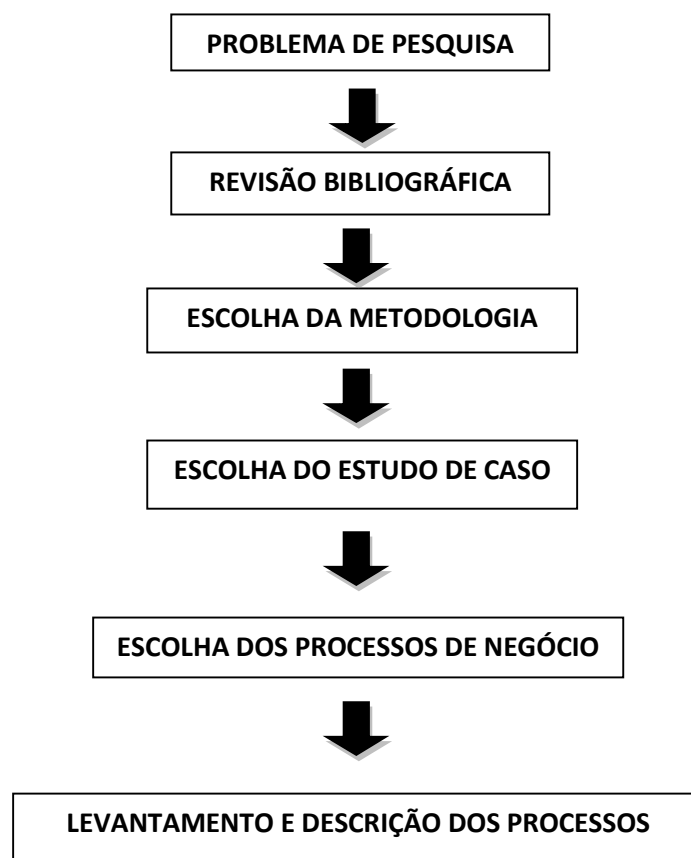 PROBLEMA DE PESQUISA
REVISÃO BIBLIOGRÁFICA
ESCOLHA DA METODOLOGIA
ESCOLHA DO ESTUDO DE CASO
ESCOLHA DOS PROCESSOS DE NEGÓCIO
LEVANTAMENTO E DESCRIÇÃO DOS PROCESSOS